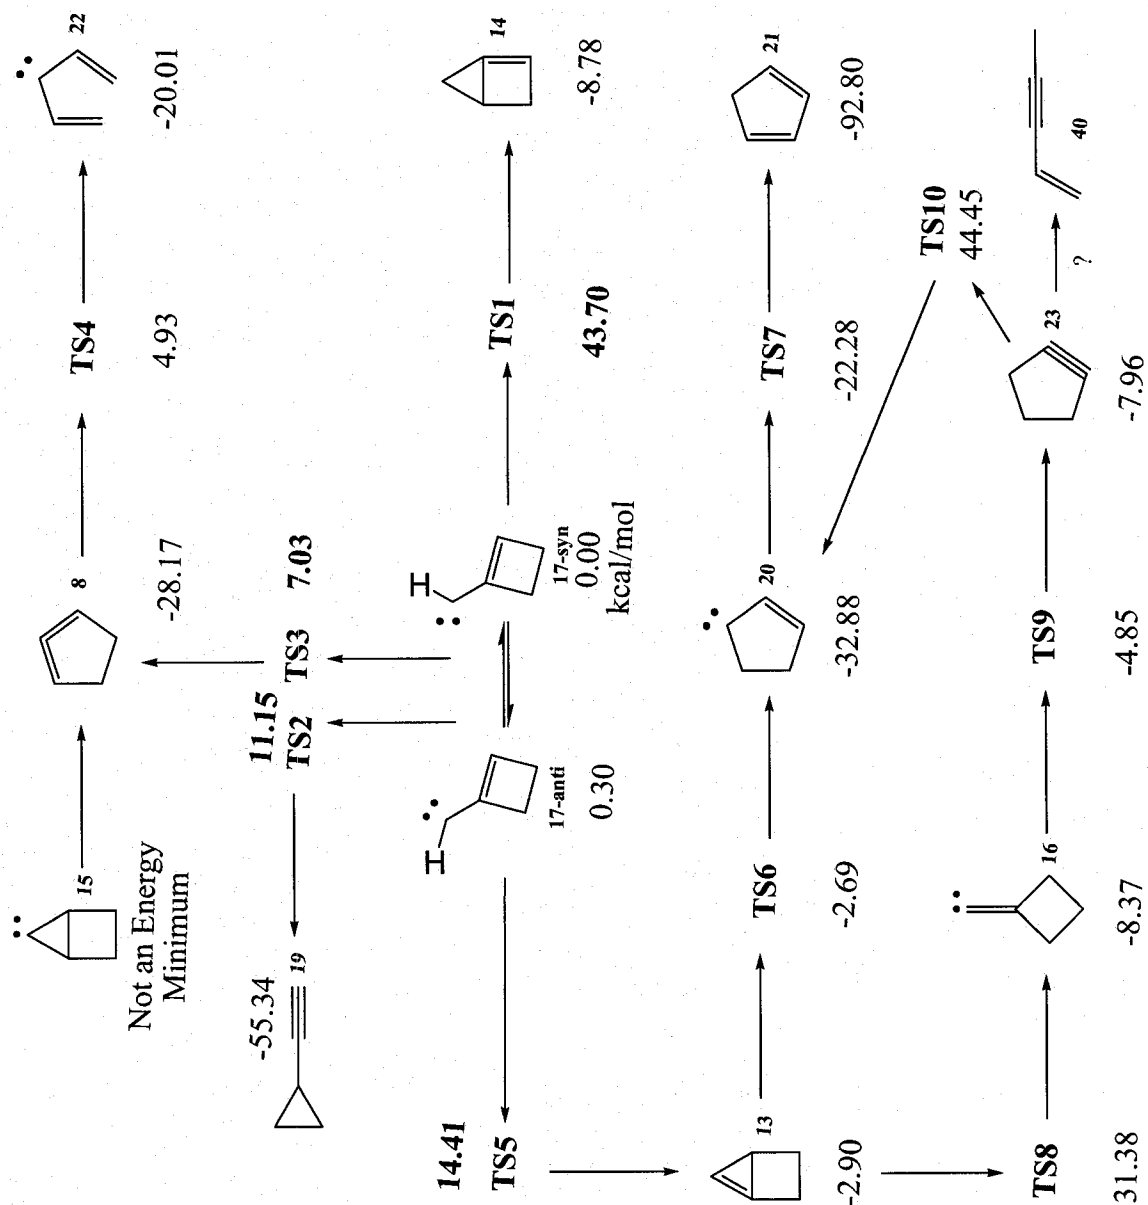 22
-20.01
TS4
4.93
8
-28.17
15
Not an Energy
Minimum
14
-8.78
TS1
43.70
H
17-syn
0.00
kcal/mol
H
17-anti
0.30
7.03
TS3
11.15
TS2
-55.34
19
14.41
TS5
21
-92.80
TS7
-22.28
20
-32.88
TS6
-2.69
13
-2.90
TS10
44.45
40
?
23
-7.96
TS9
-4.85
16
-8.37
TS8
31.38